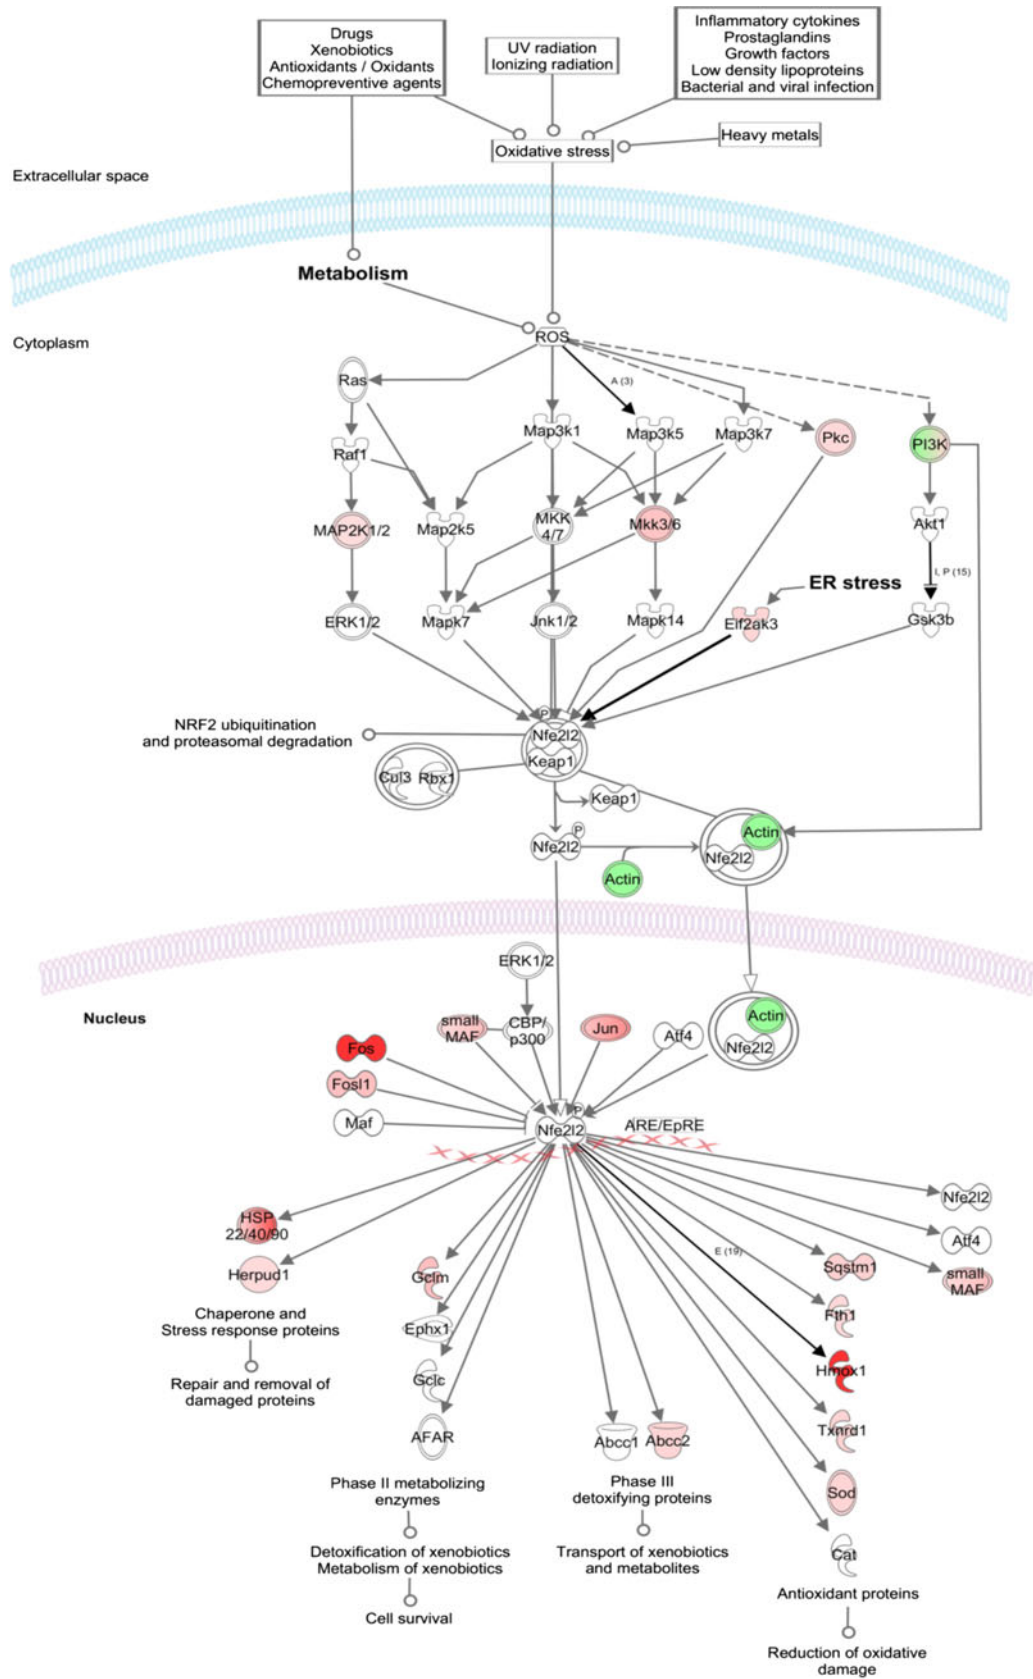 Drugs
Xenobiotics
Antioxidants / Oxidants
Chemopreventive agents
UV radiation
Ionizing radiation
Inflammatory cytokines
Prostaglandins
Growth factors
Low density lipoproteins
Bacterial and viral infection
Heavy metals
Oxidative stress
Extracellular space
Metabolism
Cytoplasm
ROS
Ras
A (3)
Map3k1
Map3k5
Map3k7
Pkc
PI3K
Raf1
MAP2K1/2
Map2k5
MKK
4/7
Mkk3/6
Akt1
I, P (15)
ER stress
ERK1/2
Mapk7
Jnk1/2
Mapk14
Eif2ak3
Gsk3b
P
Nfe2l2
Keap1
NRF2 ubiquitination
and proteasomal degradation
Cul3
Rbx1
Keap1
P
Nfe2l2
Actin
Actin
Nfe2l2
ERK1/2
Nucleus
small
MAF
CBP/
p300
Jun
Atf4
Actin
Nfe2l2
Fos
Fosl1
Maf
P
Nfe2l2
ARE/EpRE
HSP
22/40/90
Herpud1
Chaperone and
Stress response proteins
Repair and removal of
damaged proteins
Gclm
Ephx1
Gclc
AFAR
Phase II metabolizing
enzymes
Detoxification of xenobiotics
Metabolism of xenobiotics
Cell survival
Abcc1
Abcc2
Phase III
detoxifying proteins
Transport of xenobiotics
and metabolites
E (19)
Nfe2l2
Atf4
small
MAF
Sqstm1
Fth1
Hmox1
Txnrd1
Sod
Cat
Antioxidant proteins
Reduction of oxidative
damage